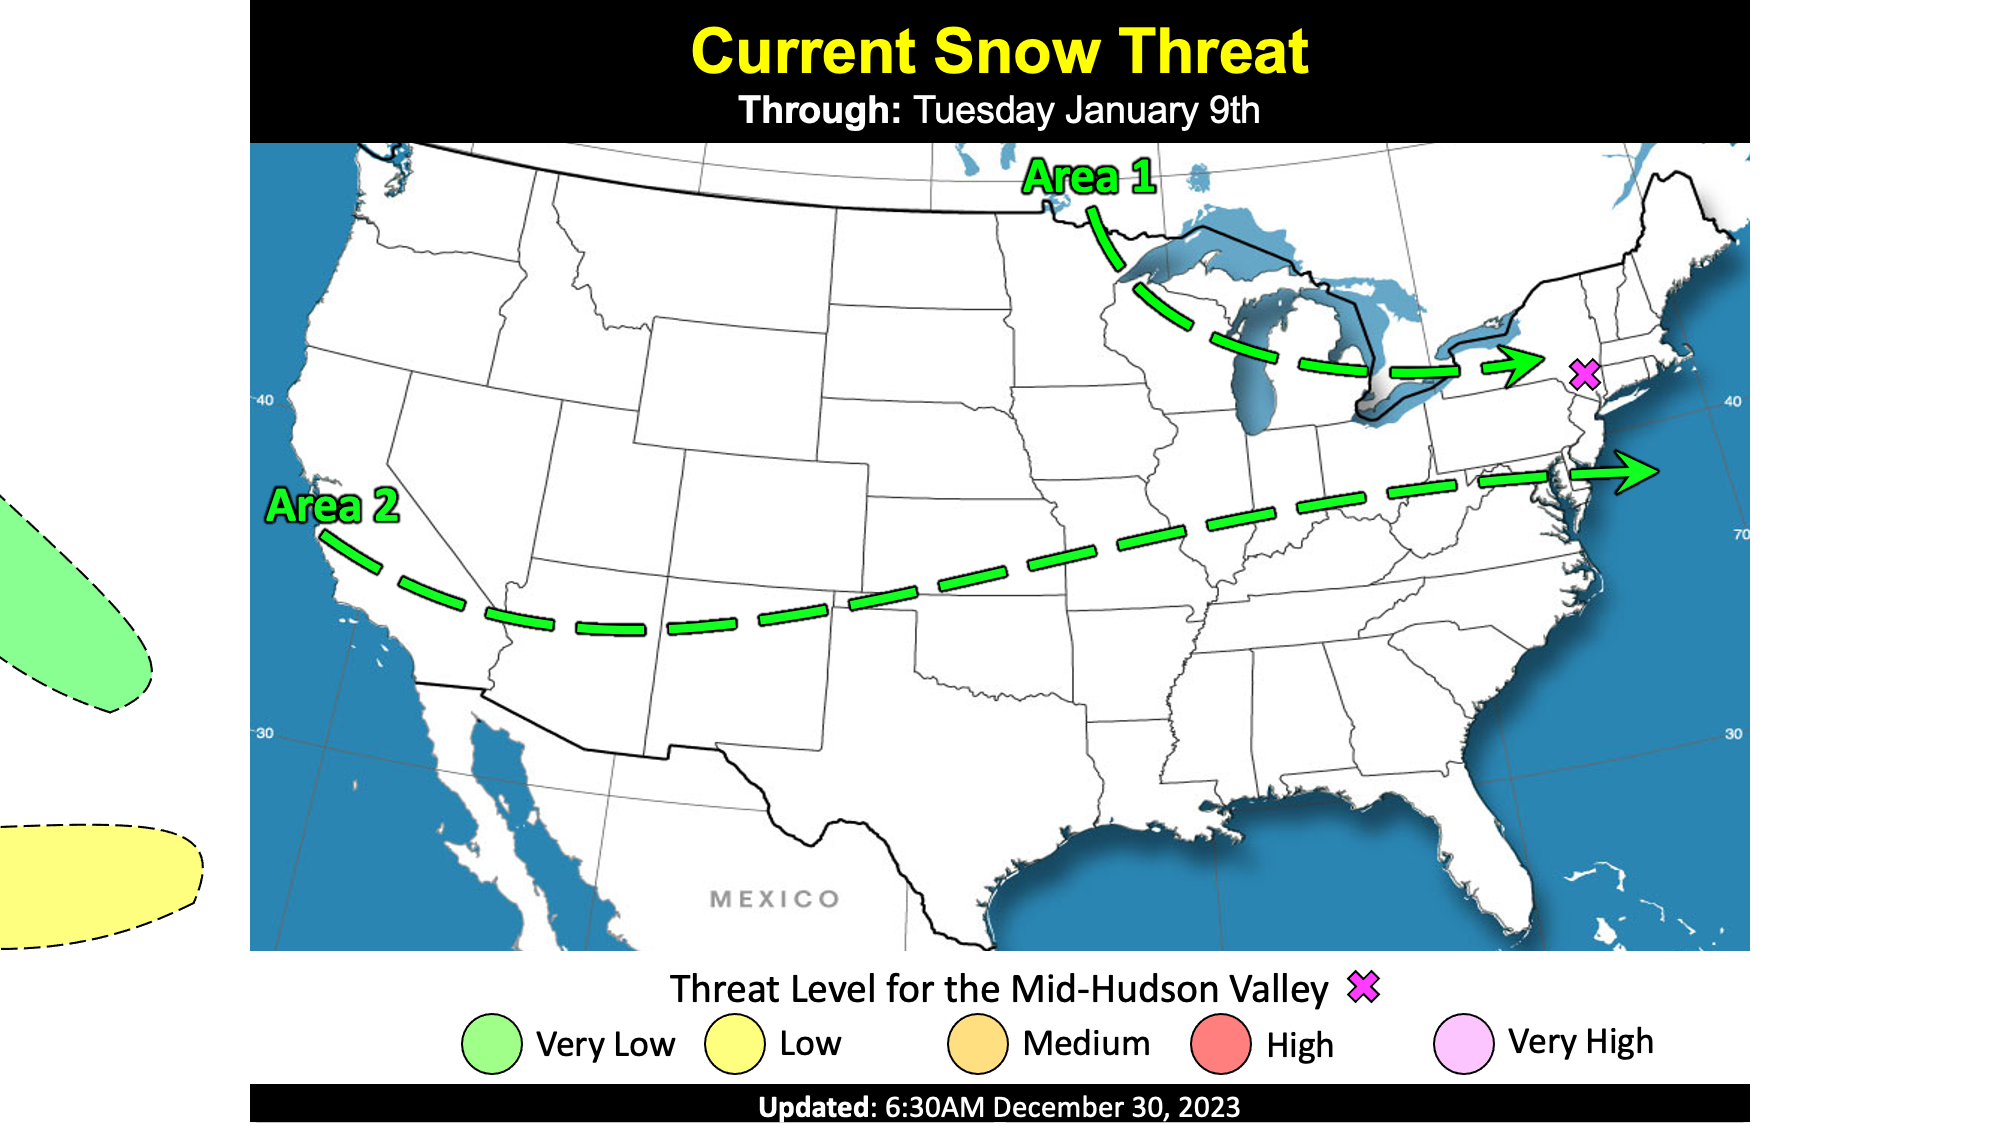 Current Snow Threat
Through: Tuesday January 9th
Area 1
40
40
Area 2
70
30
30
MEXICO
Threat Level for the Mid-Hudson Valley
Very Low
Low
Medium
High
Very High
Updated: 6:30AM December 30, 2023